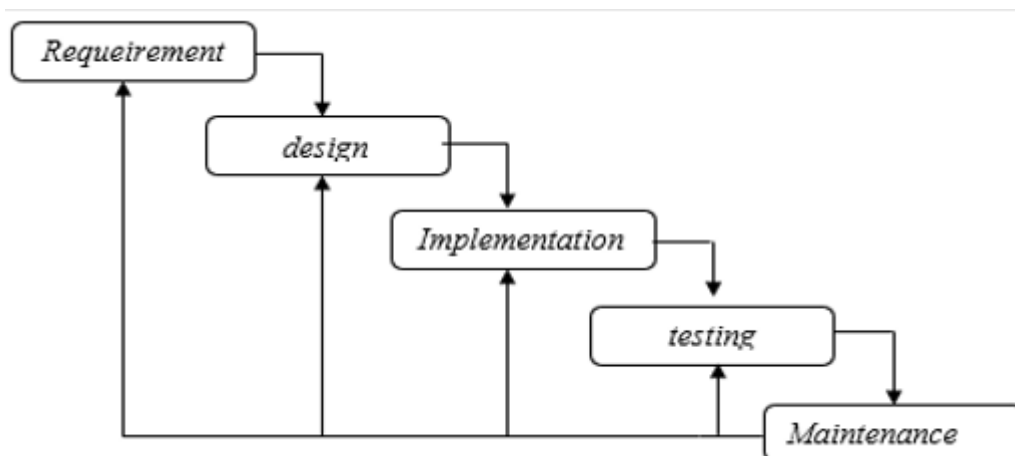 Requeirement
design
Implementation
testing
Maintenance